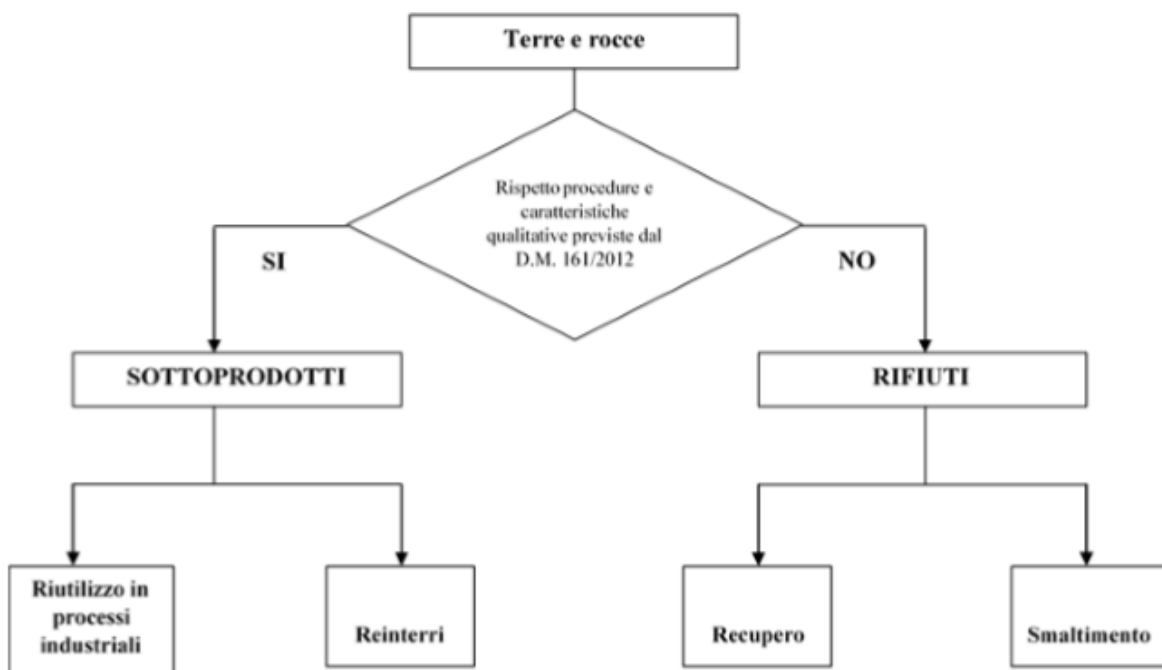 Terre e rocce
Rispetto procedure e
caratteristiche
qualitative previste dal
D.M. 161/2012
SI
NO
SOTTOPRODOTTI
RIFIUTI
Riutilizzo in
processi
industriali
Reinterri
Recupero
Smaltimento